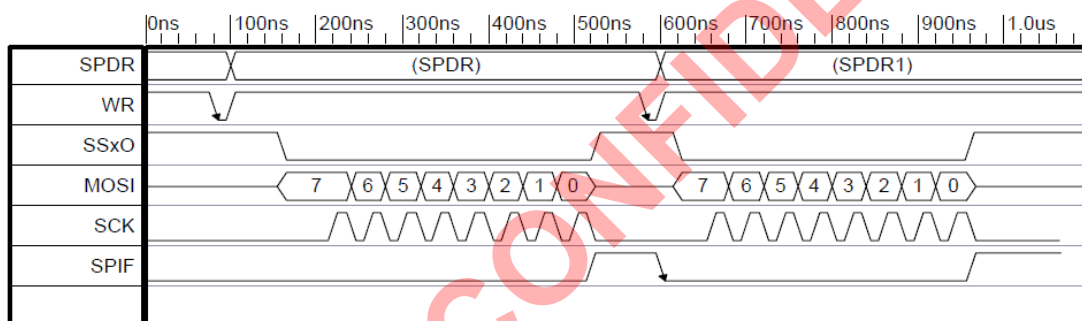 0ns 100ns 200ns 300ns 400ns 500ns 600ns 700ns 800ns 900ns 1.0us
SPDR (SPDR) (SPDR1)
WR
SSxO
MOSI 7 6 5 4 3 2 1 0 7 6 5 4 3 2 1 0
SCK
SPIF
CONFIDE